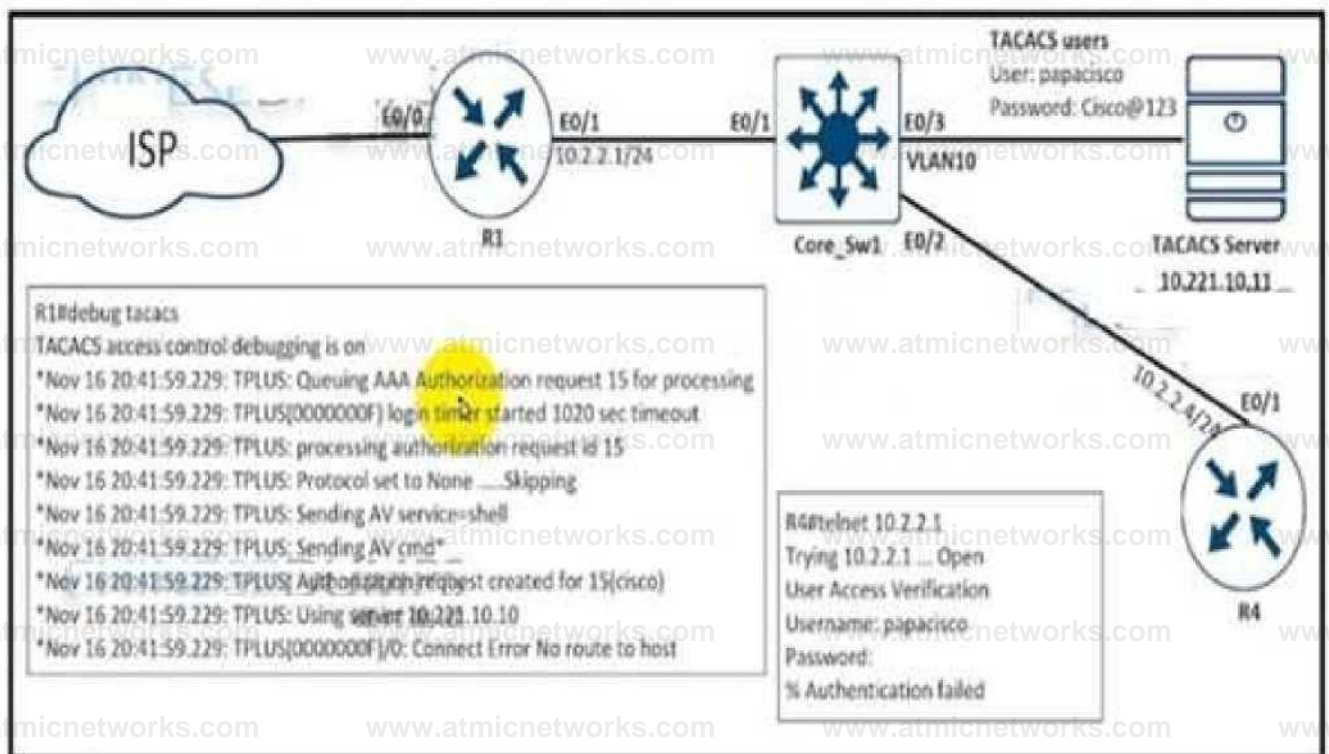 www.atmicnetworks.com
TACACS users
User: papacisco
Password: Cisco@123
ISP
E0/0
E0/1
10.2.2.1/24
R1
E0/1
E0/3
VLAN10
Core_Sw1
E0/2
TACACS Server
10.221.10.11
10.2.2.4/24
E0/1
R4
R1#debug tacacs
TACACS access control debugging is on
*Nov 16 20:41:59.229: TPLUS: Queuing AAA Authorization request 15 for processing
*Nov 16 20:41:59.229: TPLUS(0000000F) login timer started 1020 sec timeout
*Nov 16 20:41:59.229: TPLUS: processing authorization request id 15
*Nov 16 20:41:59.229: TPLUS: Protocol set to None .....Skipping
*Nov 16 20:41:59.229: TPLUS: Sending AV service=shell
*Nov 16 20:41:59.229: TPLUS: Sending AV cmd*
*Nov 16 20:41:59.229: TPLUS: Authorization request created for 15(cisco)
*Nov 16 20:41:59.229: TPLUS: Using server 10.221.10.10
*Nov 16 20:41:59.229: TPLUS(0000000F)/0: Connect Error No route to host
R4#telnet 10.2.2.1
Trying 10.2.2.1 ... Open
User Access Verification
Username: papacisco
Password:
% Authentication failed